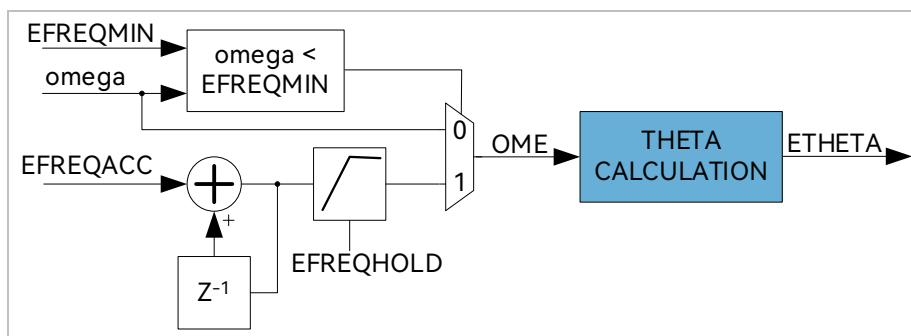 EFREQMIN
omega <
EFREQMIN
omega
0
OME
THETA
CALCULATION
ETHETA
EFREQACC
+
1
+
EFREQHOLD
Z⁻¹